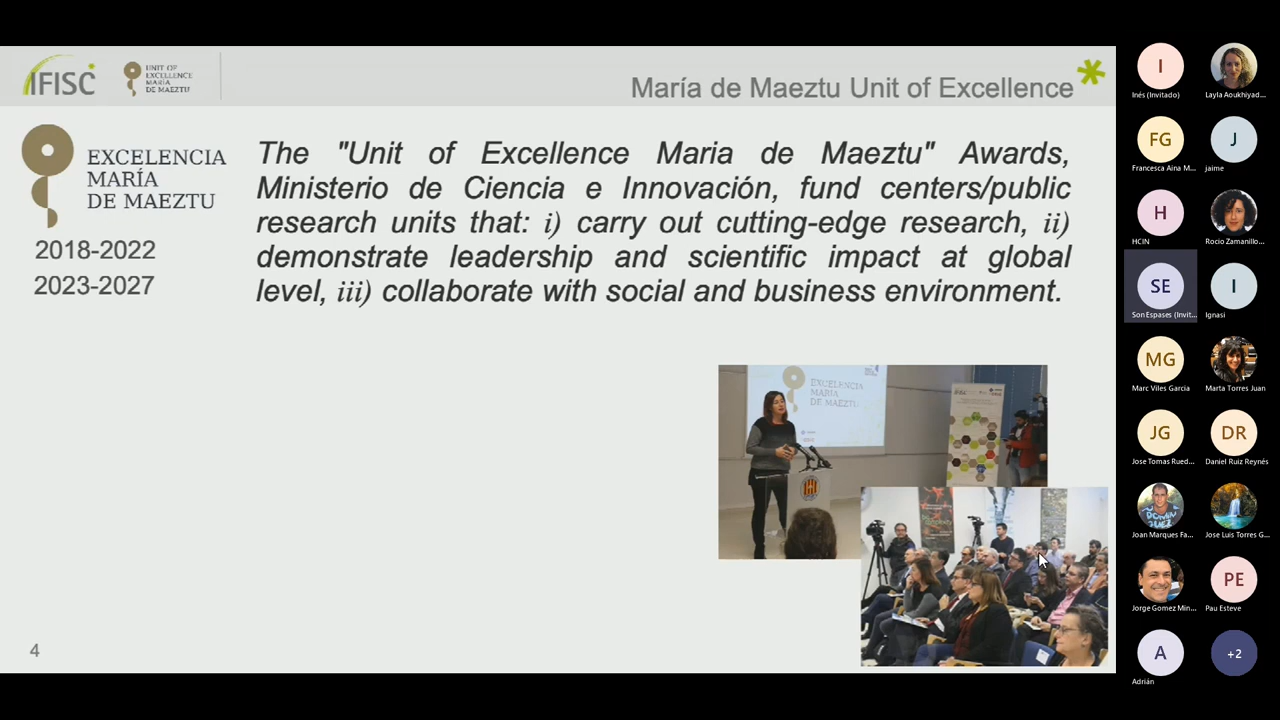 IFISC
UNIT OF
EXCELLENCE
MARÍA
DE MAEZTU
María de Maeztu Unit of Excellence
EXCELENCIA
MARÍA
DE MAEZTU
2018-2022
2023-2027
The "Unit of Excellence Maria de Maeztu" Awards,
Ministerio de Ciencia e Innovación, fund centers/public
research units that: i) carry out cutting-edge research, ii)
demonstrate leadership and scientific impact at global
level, iii) collaborate with social and business environment.
EXCELENCIA
MARÍA
DE MAEZTU
4
I
Inés (Invitado)
Layla Aoukhiyad...
FG
Francesca Aina M...
J
jaime
H
HCIN
Rocio Zamanillo...
SE
Son Espases (Invit...
I
Ignasi
MG
Marc Viles Garcia
Marta Torres Juan
JG
Jose Tomas Rued...
DR
Daniel Ruiz Reynés
Joan Marques Fa...
Jose Luis Torres G...
Jorge Gomez Min...
PE
Pau Esteve
A
Adrián
+2